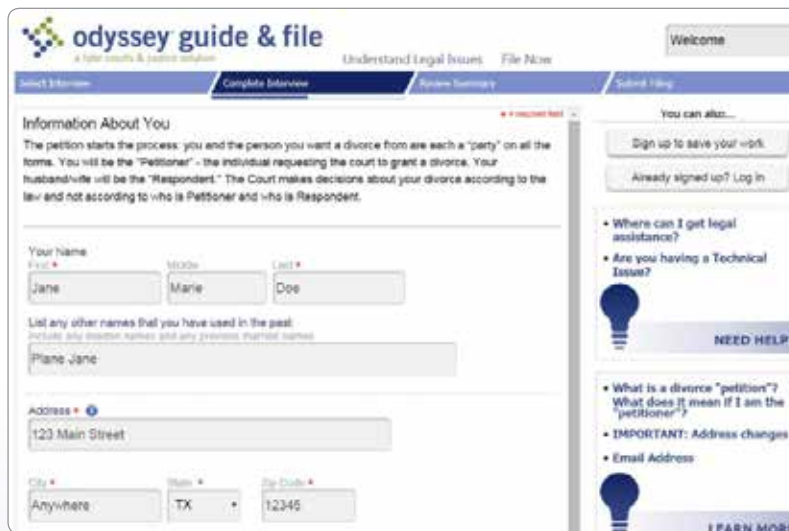 odyssey guide & file
a tyler courts & justice solution
Understand Legal Issues File Now
Welcome
Select Interview
Complete Interview
Review Summary
Submit Filing
* = required field
Information About You
The petition starts the process: you and the person you want a divorce from are each a "party" on all the
forms. You will be the "Petitioner" - the individual requesting the court to grant a divorce. Your
husband/wife will be the "Respondent." The Court makes decisions about your divorce according to the
law and not according to who is Petitioner and who is Respondent.
Your Name
First * Middle Last *
Jane Marie Doe
List any other names that you have used in the past:
Include any maiden names and any previous married names
Plane Jane
Address *
123 Main Street
City * State * Zip Code *
Anywhere TX 12345
You can also...
Sign up to save your work
Already signed up? Log in
• Where can I get legal
assistance?
• Are you having a Technical
Issue?
NEED HELP
• What is a divorce "petition"?
What does it mean if I am the
"petitioner"?
• IMPORTANT: Address changes
• Email Address
LEARN MORE